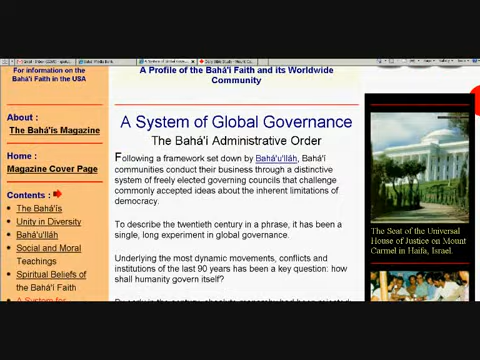 For information on the
Bahá'í Faith in the USA
About :
The Bahá'ís Magazine
Home :
Magazine Cover Page
Contents :
The Bahá'ís
Unity in Diversity
Bahá'u'lláh
Social and Moral
Teachings
Spiritual Beliefs of
the Bahá'í Faith
A System for
A Profile of the Bahá'í Faith and its Worldwide
Community
A System of Global Governance
The Bahá'í Administrative Order
Following a framework set down by Bahá'u'lláh, Bahá'í
communities conduct their business through a distinctive
system of freely elected governing councils that challenge
commonly accepted ideas about the inherent limitations of
democracy.
To describe the twentieth century in a phrase, it has been a
single, long experiment in global governance.
Underlying the most dynamic movements, conflicts and
institutions of the last 90 years has been a key question: how
shall humanity govern itself?
The Seat of the Universal
House of Justice on Mount
Carmel in Haifa, Israel.